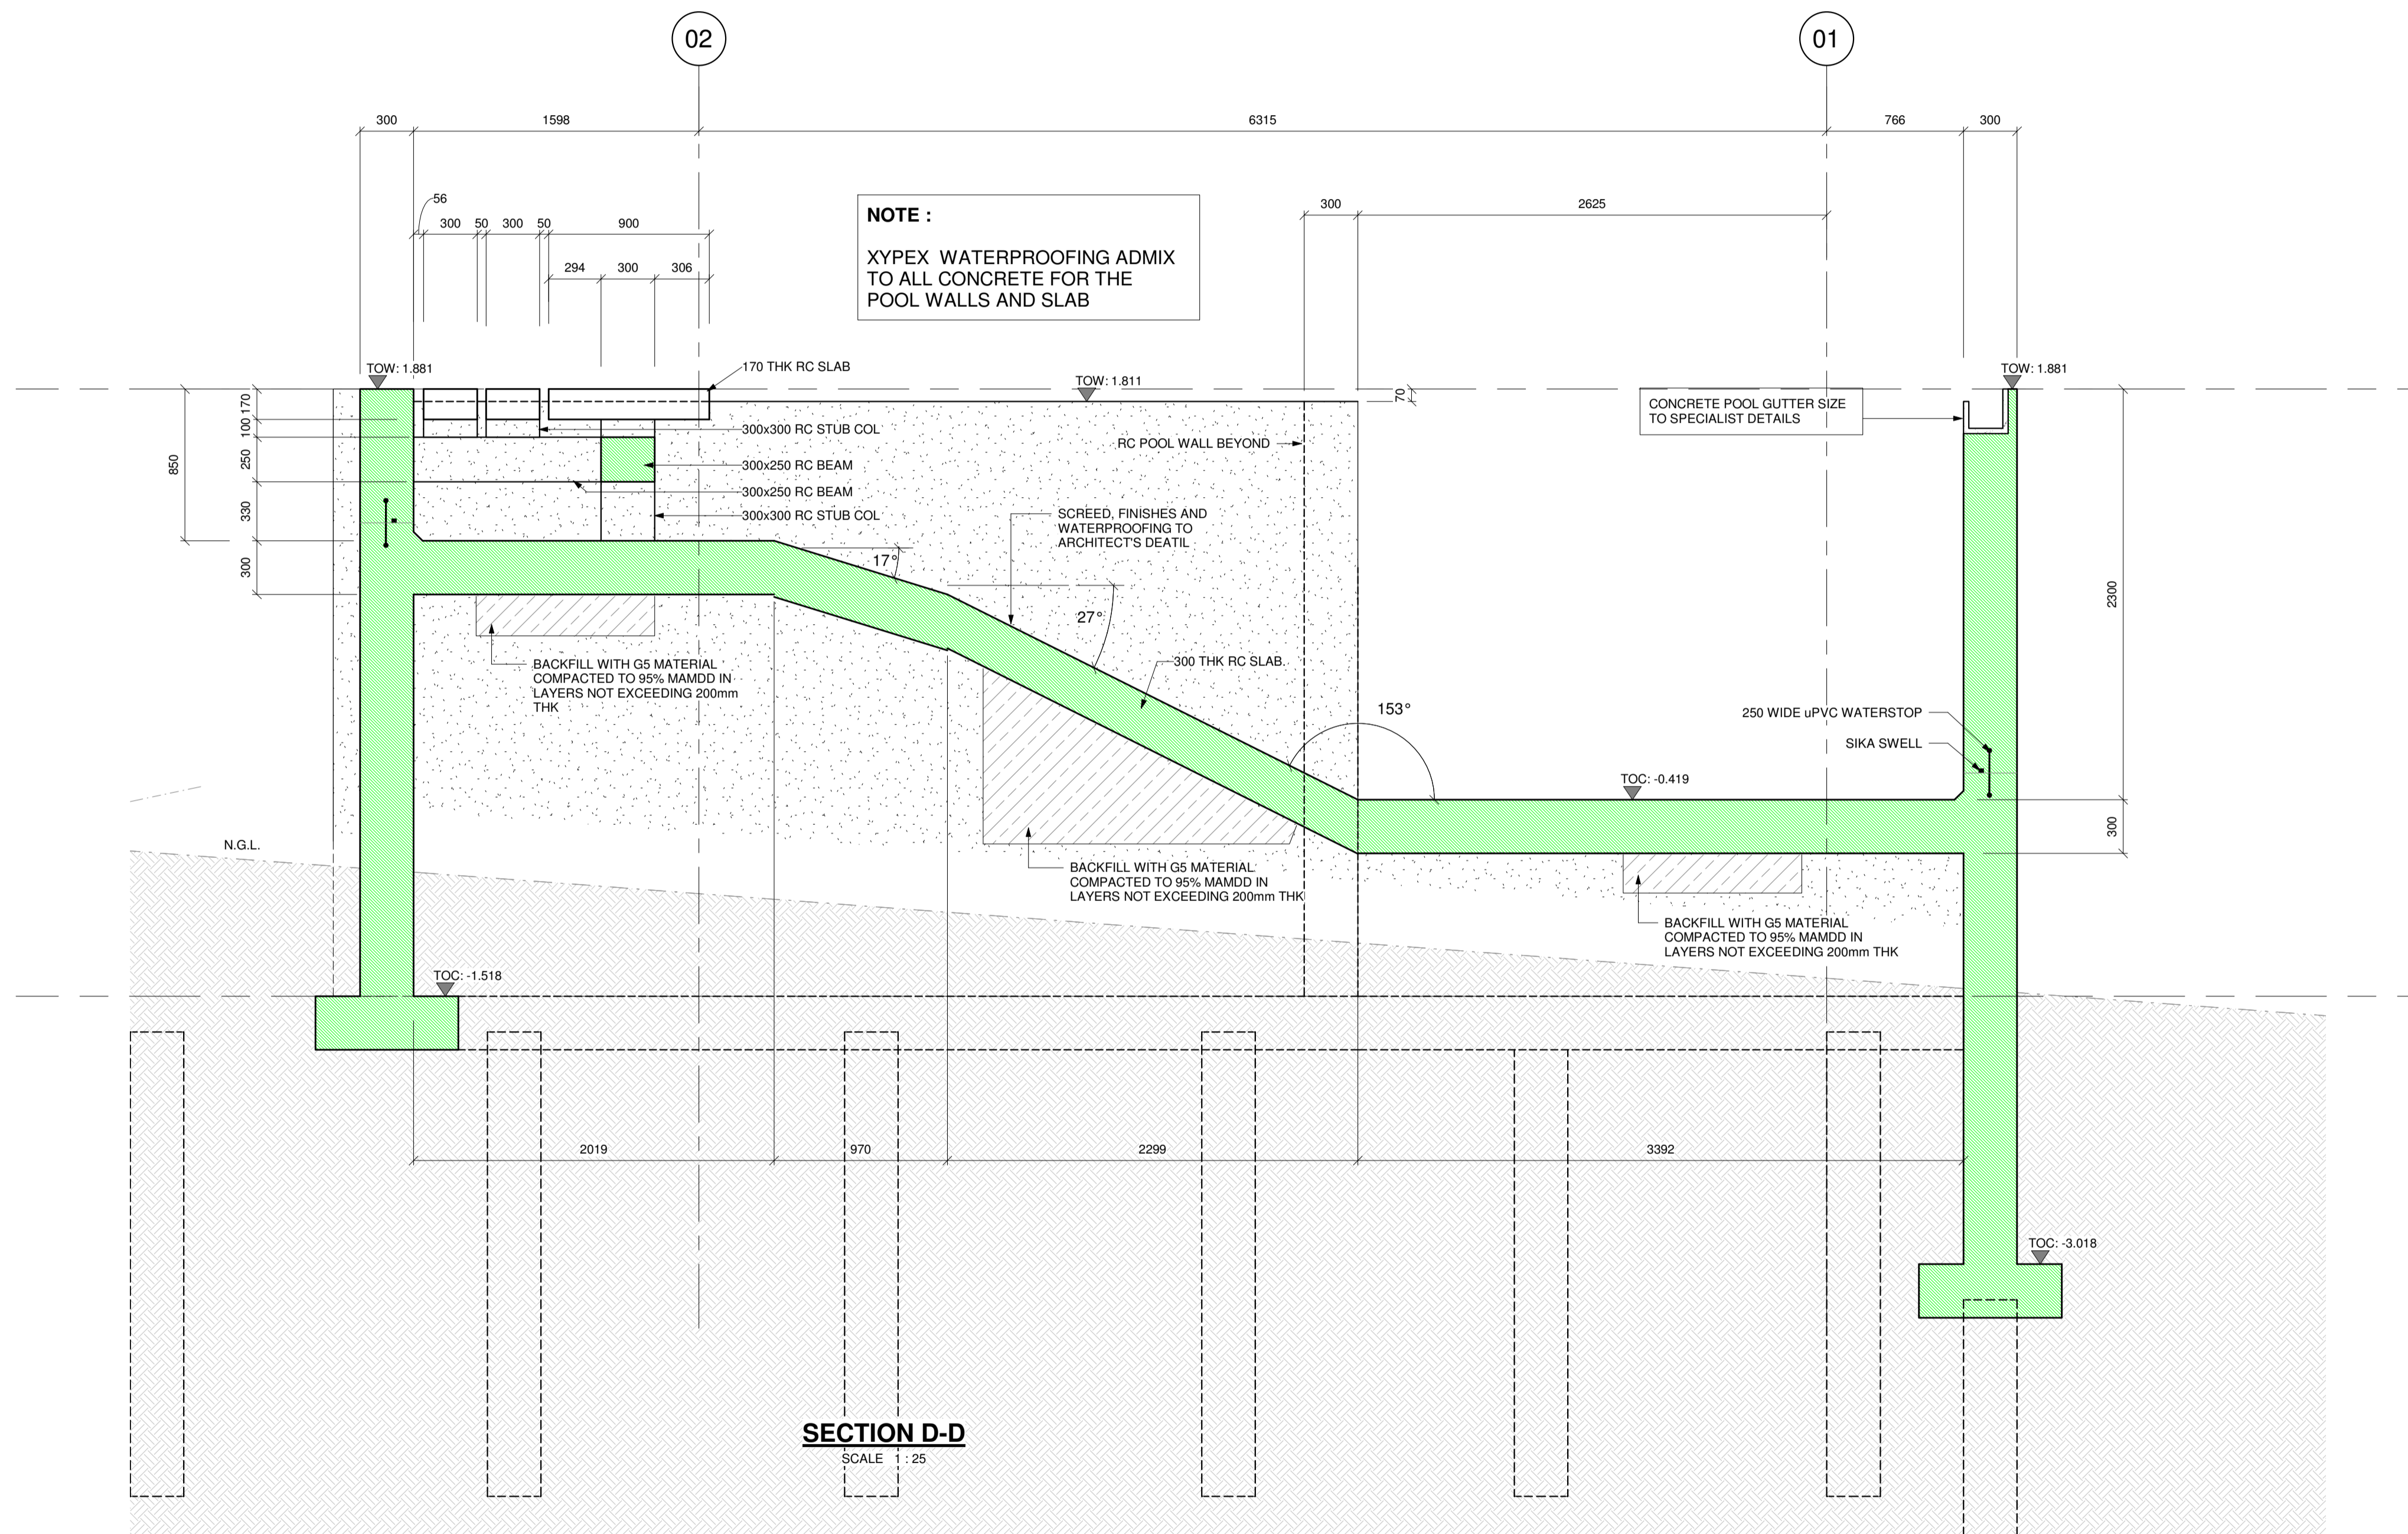 02
01
300
1598
6315
766
300
56
300
50
300
50
900
294
300
306
300
2625
NOTE :
XYPEX WATERPROOFING ADMIX
TO ALL CONCRETE FOR THE
POOL WALLS AND SLAB
TOW: 1.881
170 THK RC SLAB
TOW: 1.811
70
TOW: 1.881
CONCRETE POOL GUTTER SIZE
TO SPECIALIST DETAILS
170
100
250
330
300
850
300x300 RC STUB COL
300x250 RC BEAM
300x250 RC BEAM
300x300 RC STUB COL
RC POOL WALL BEYOND
SCREED, FINISHES AND
WATERPROOFING TO
ARCHITECT'S DEATIL
17°
27°
2300
BACKFILL WITH G5 MATERIAL
COMPACTED TO 95% MAMDD IN
LAYERS NOT EXCEEDING 200mm
THK
300 THK RC SLAB.
153°
250 WIDE uPVC WATERSTOP
SIKA SWELL
TOC: -0.419
300
N.G.L.
BACKFILL WITH G5 MATERIAL
COMPACTED TO 95% MAMDD IN
LAYERS NOT EXCEEDING 200mm THK
BACKFILL WITH G5 MATERIAL
COMPACTED TO 95% MAMDD IN
LAYERS NOT EXCEEDING 200mm THK
TOC: -1.518
2019
970
2299
3392
TOC: -3.018
SECTION D-D
SCALE 1 : 25